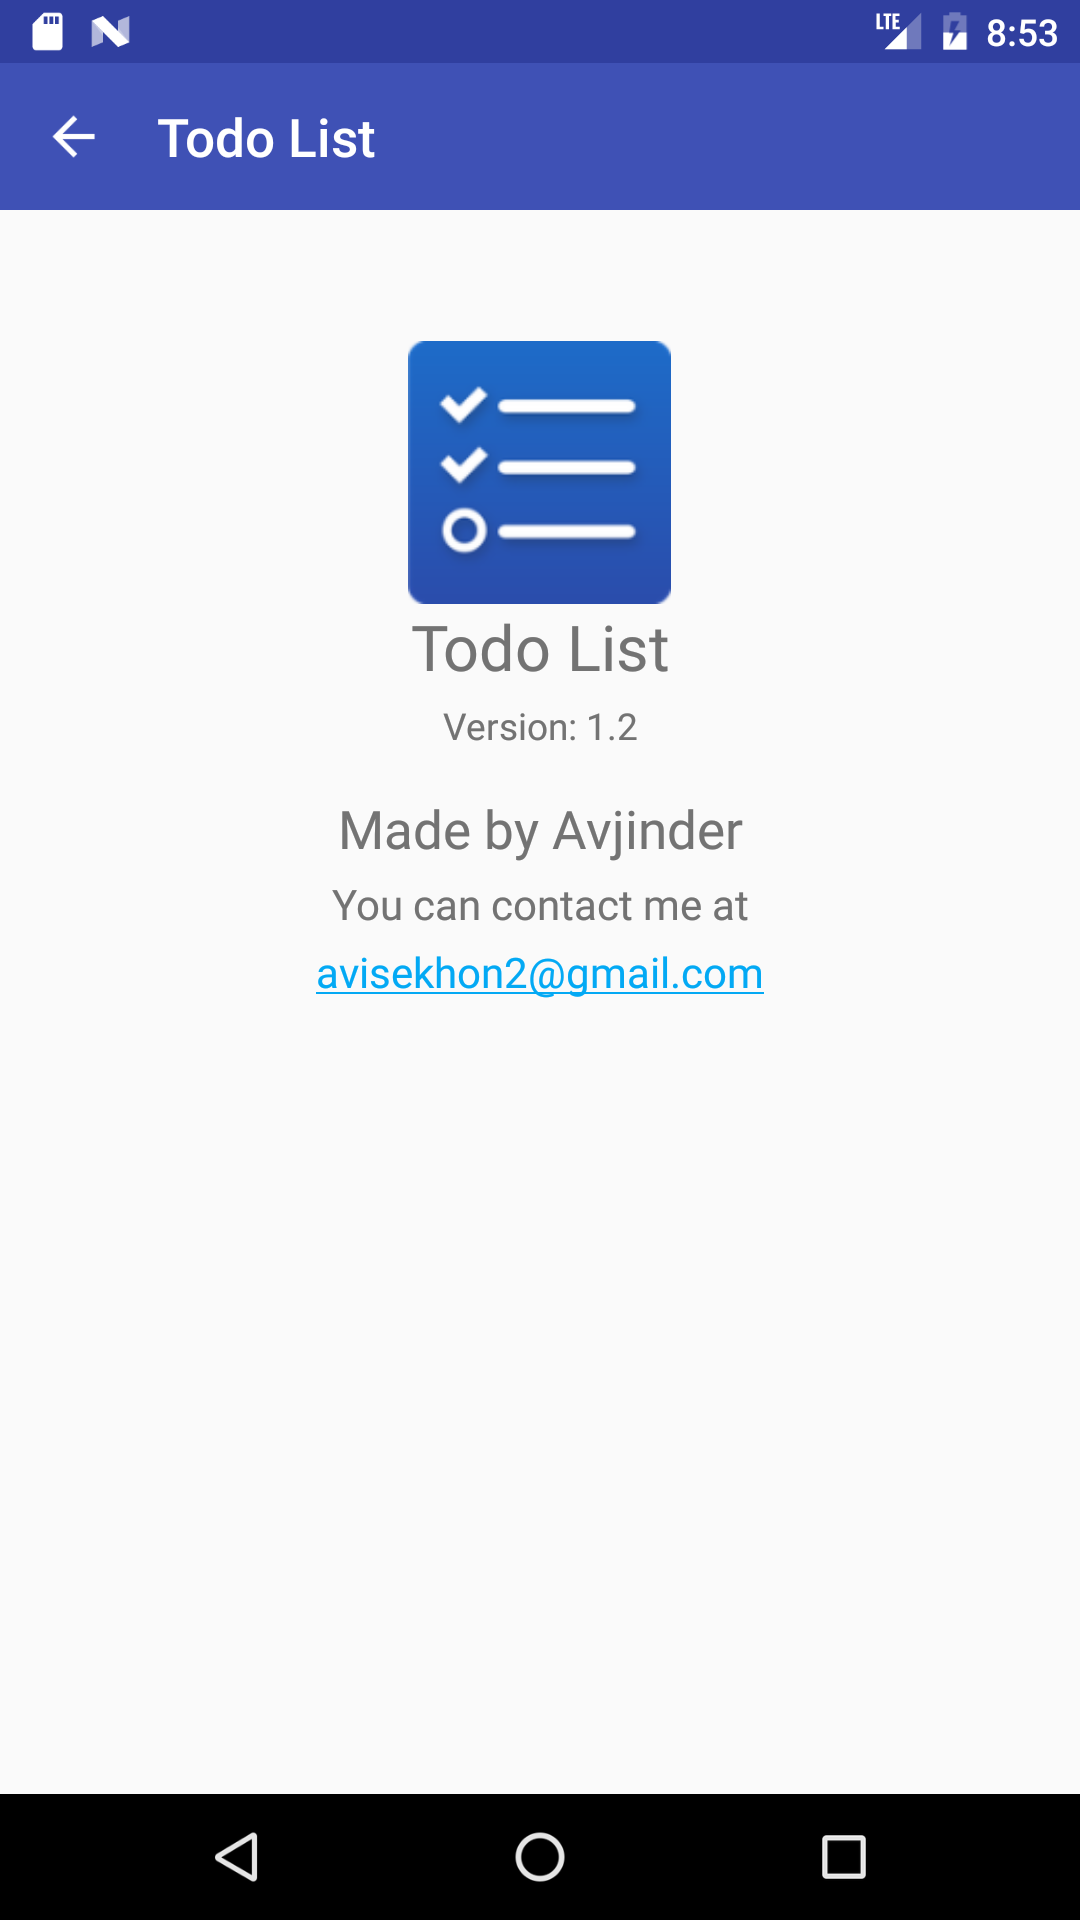 LTE 8:53
Todo List
Todo List
Version: 1.2
Made by Avjinder
You can contact me at
avisekhon2@gmail.com